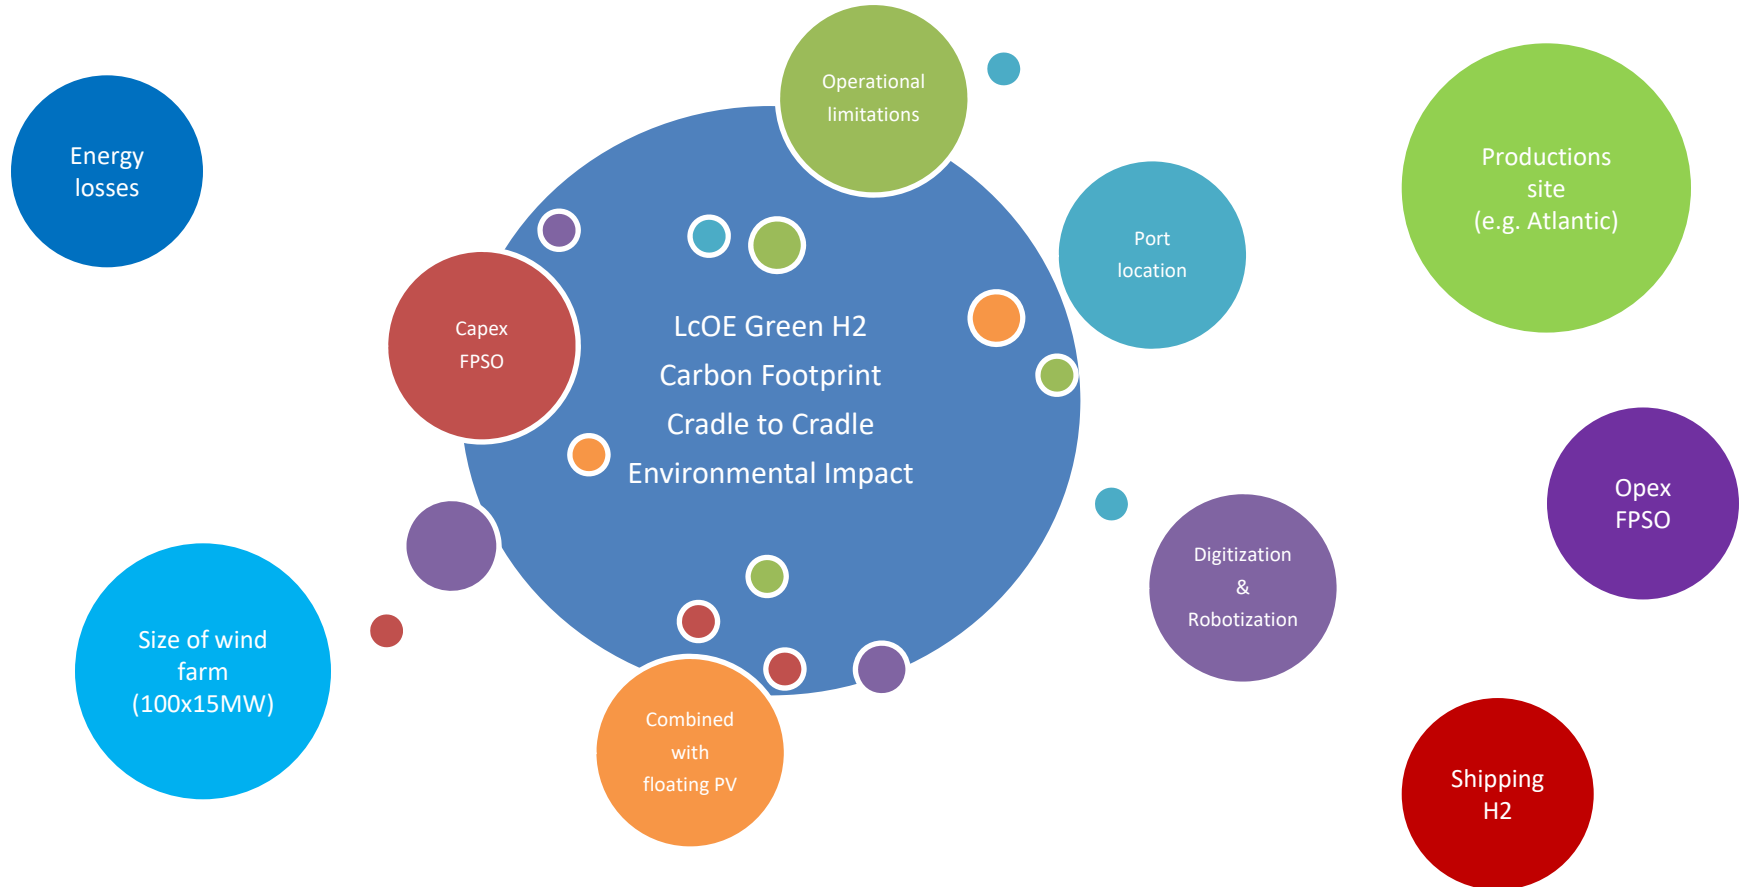 Operational
limitations
Energy
losses
Productions
site
(e.g. Atlantic)
Port
location
Capex
FPSO
LcOE Green H2
Carbon Footprint
Cradle to Cradle
Environmental Impact
Opex
FPSO
Digitization
&
Robotization
Size of wind
farm
(100x15MW)
Combined
with
floating PV
Shipping
H2